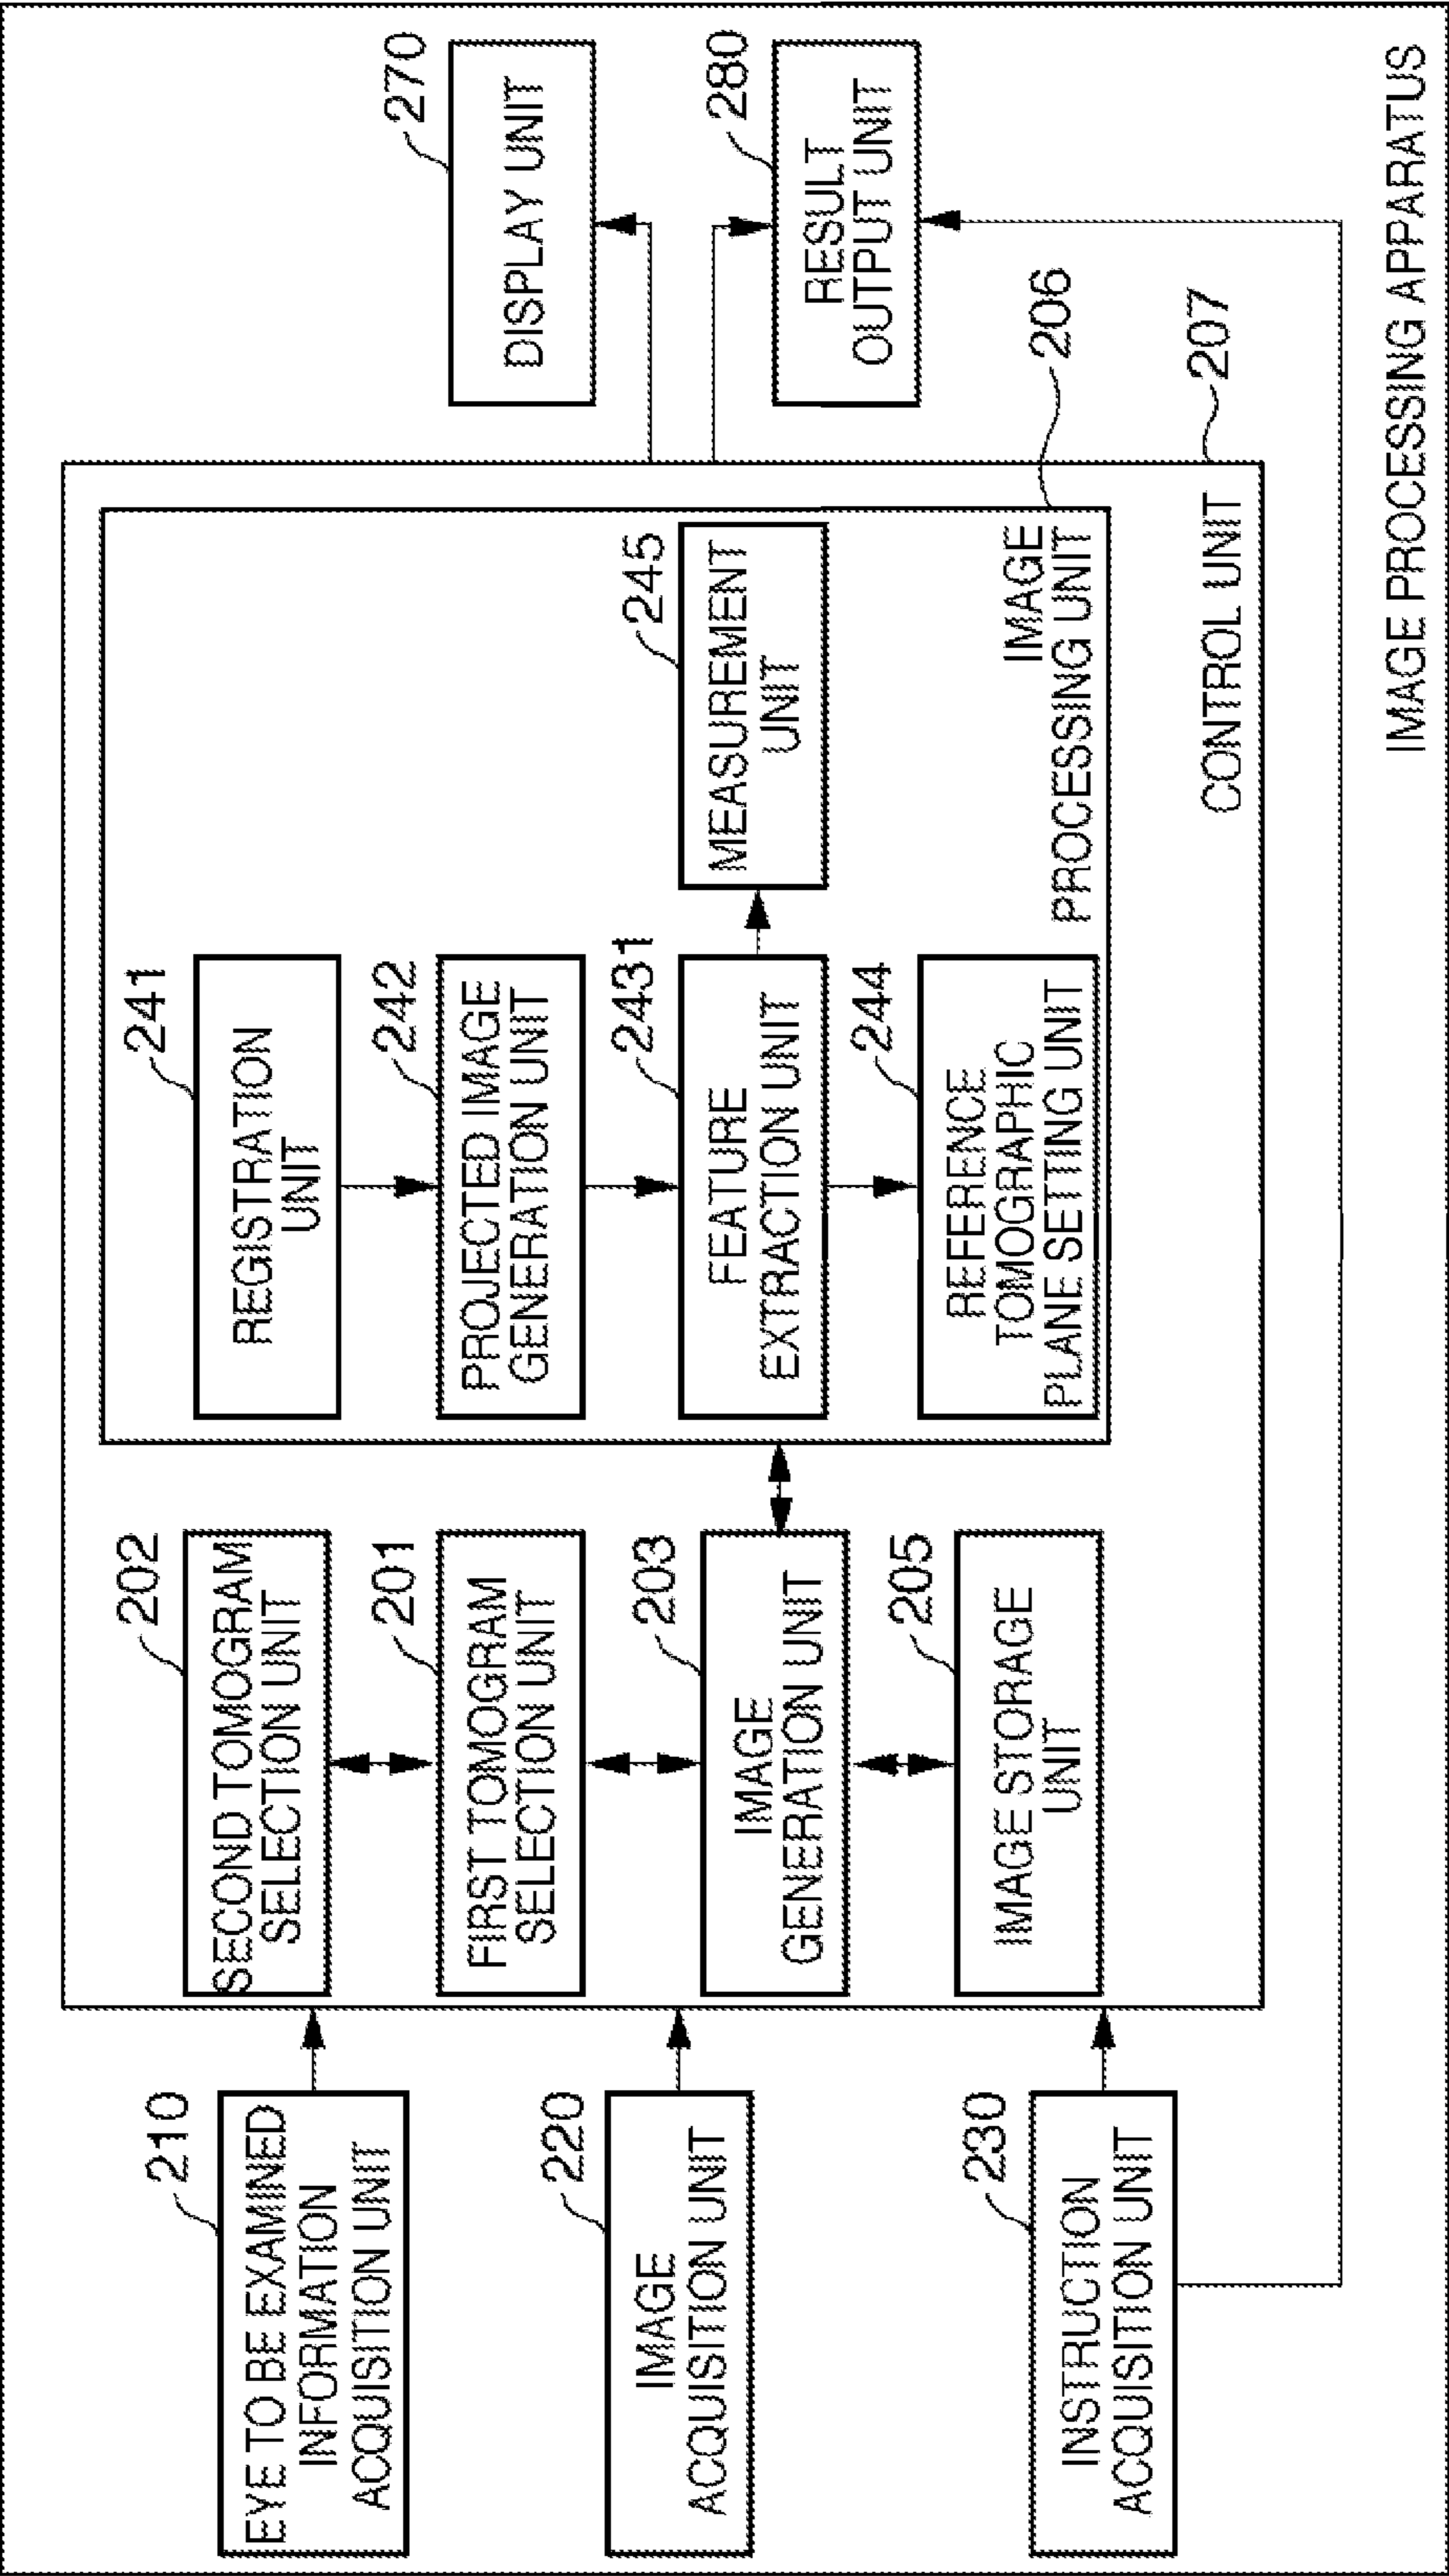 210
EYE TO BE EXAMINED
INFORMATION
ACQUISITION UNIT
220
IMAGE
ACQUISITION UNIT
230
INSTRUCTION
ACQUISITION UNIT
202
SECOND TOMOGRAM
SELECTION UNIT
201
FIRST TOMOGRAM
SELECTION UNIT
203
IMAGE
GENERATION UNIT
205
IMAGE STORAGE
UNIT
241
REGISTRATION
UNIT
242
PROJECTED IMAGE
GENERATION UNIT
2431
FEATURE
EXTRACTION UNIT
244
REFERENCE
TOMOGRAPHIC
PLANE SETTING UNIT
245
MEASUREMENT
UNIT
IMAGE
PROCESSING UNIT
206
CONTROL UNIT
207
270
DISPLAY UNIT
280
RESULT
OUTPUT UNIT
IMAGE PROCESSING APPARATUS